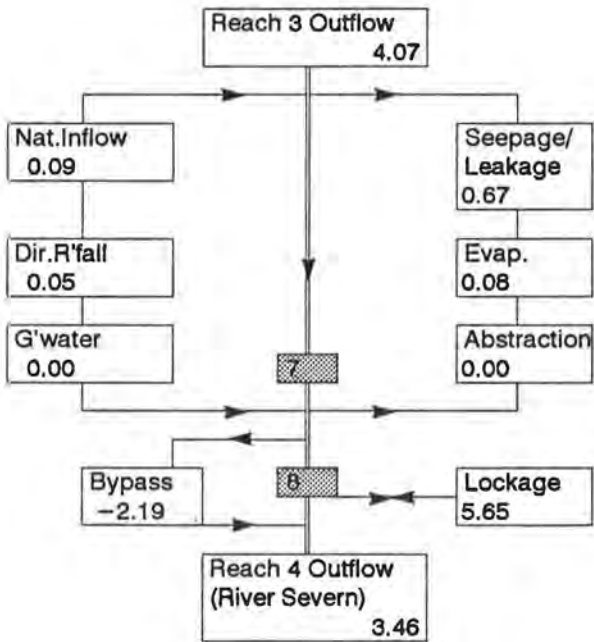 Reach 3 Outflow
4.07
Nat.Inflow
0.09
Seepage/
Leakage
0.67
Dir.R'fall
0.05
Evap.
0.08
G'water
0.00
Abstraction
0.00
7
8
Bypass
−2.19
Lockage
5.65
Reach 4 Outflow
(River Severn)
3.46